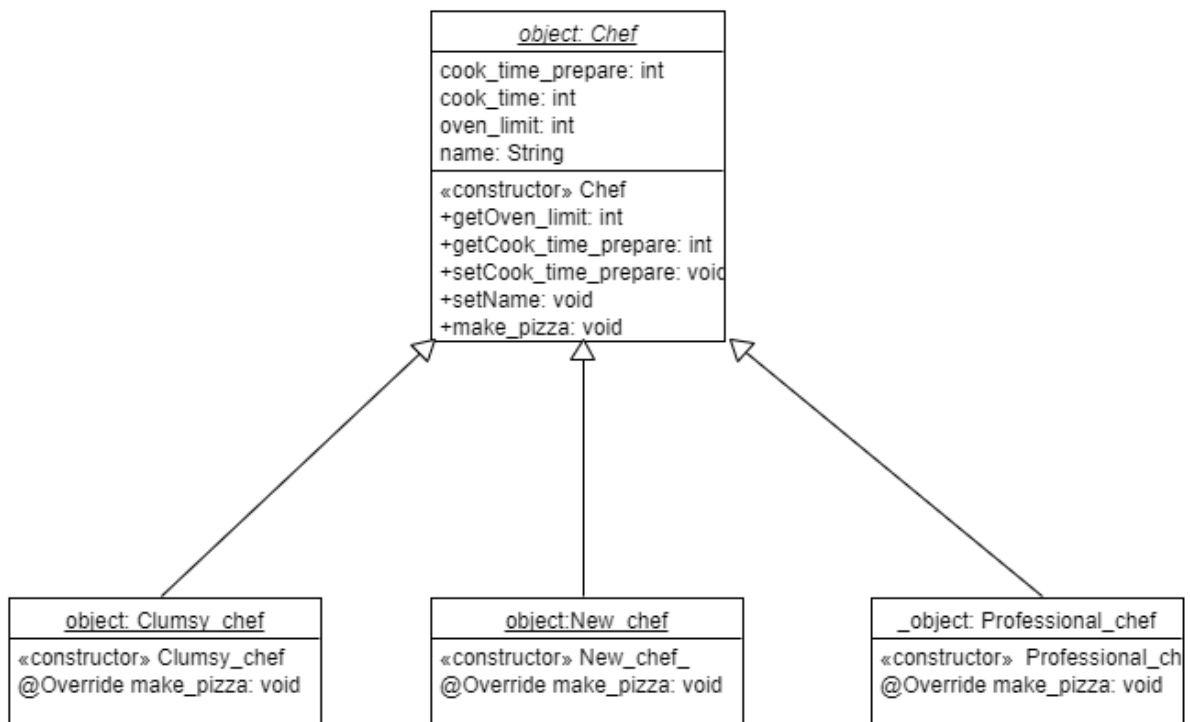 object: Chef
cook_time_prepare: int
cook_time: int
oven_limit: int
name: String
«constructor» Chef
+getOven_limit: int
+getCook_time_prepare: int
+setCook_time_prepare: void
+setName: void
+make_pizza: void
object: Clumsy_chef
«constructor» Clumsy_chef
@Override make_pizza: void
object:New_chef
«constructor» New_chef_
@Override make_pizza: void
_object: Professional_chef
«constructor» Professional_ch
@Override make_pizza: void